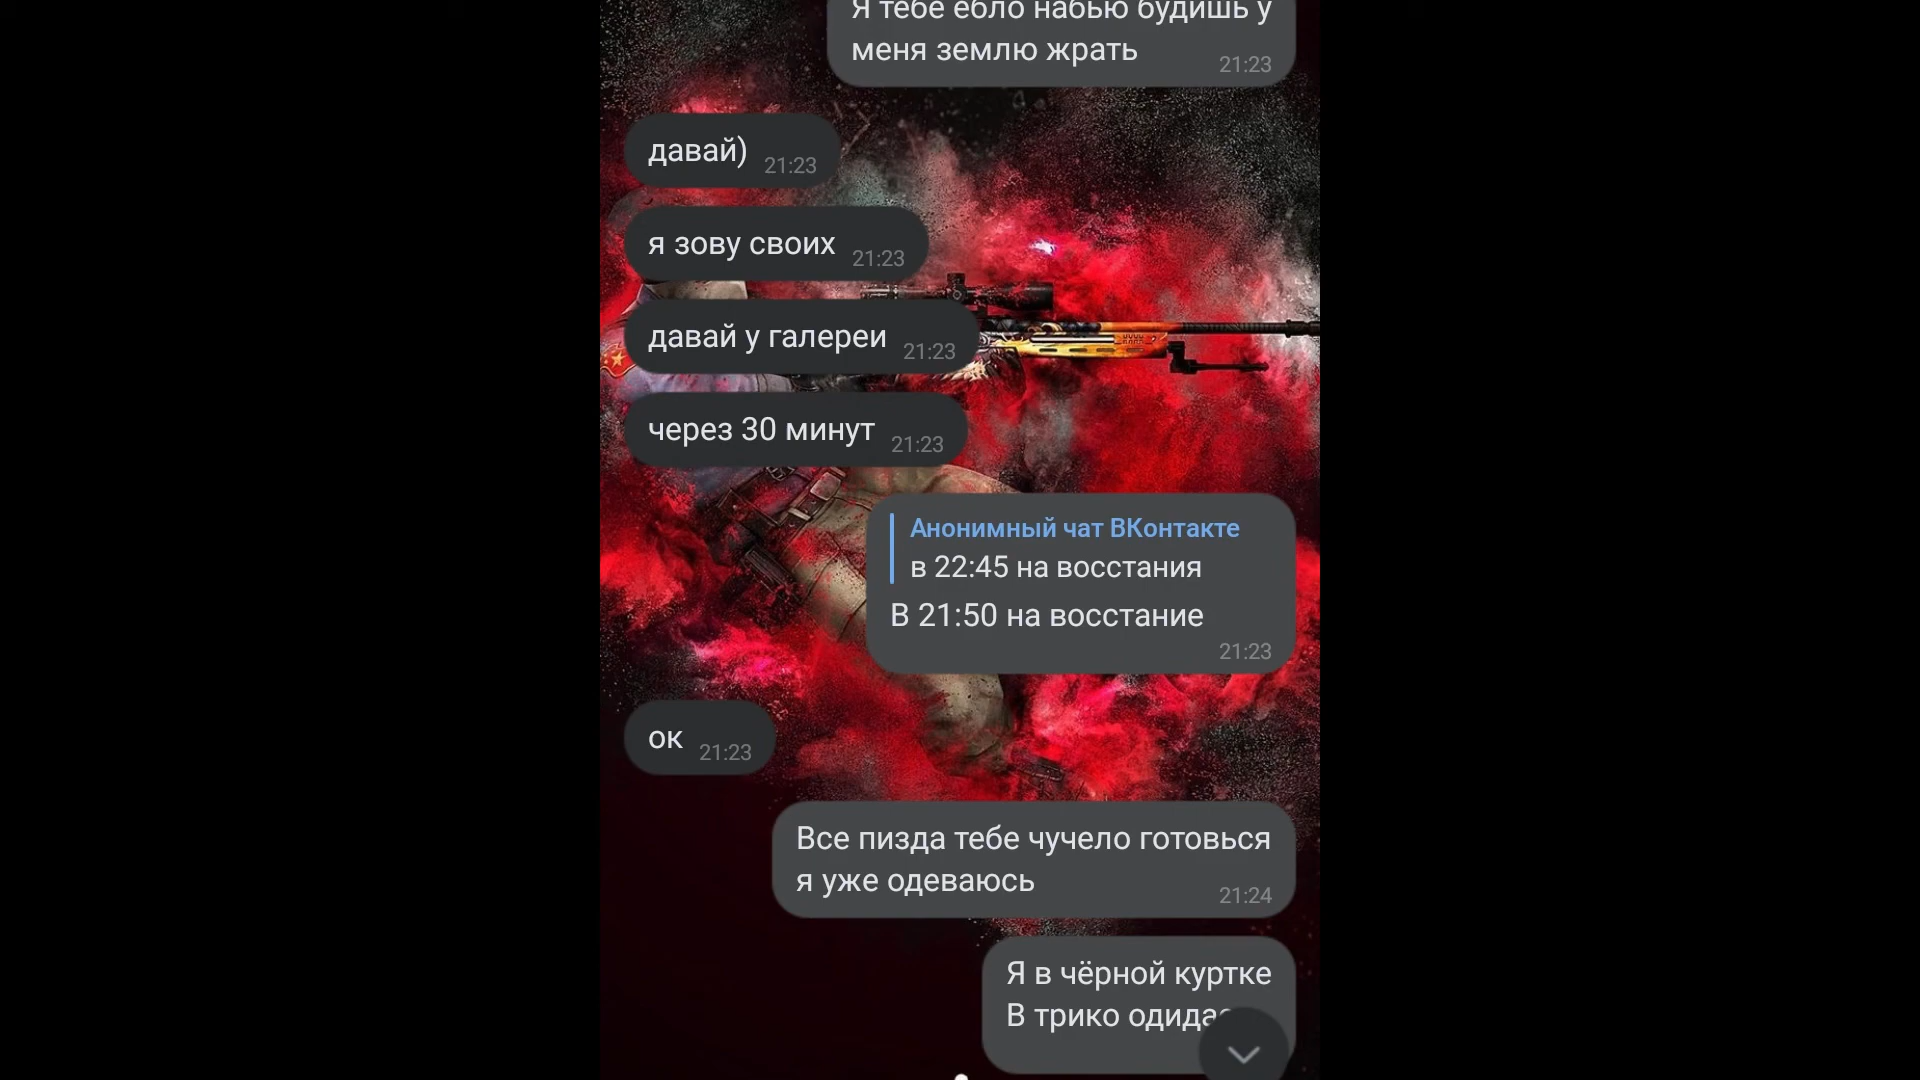 Я тебе ебло набью будишь у
меня землю жрать
21:23
давай)
21:23
я зову своих
21:23
давай у галереи
21:23
через 30 минут
21:23
Анонимный чат ВКонтакте
в 22:45 на восстания
В 21:50 на восстание
21:23
ок
21:23
Все пизда тебе чучело готовься
я уже одеваюсь
21:24
Я в чёрной куртке
В трико